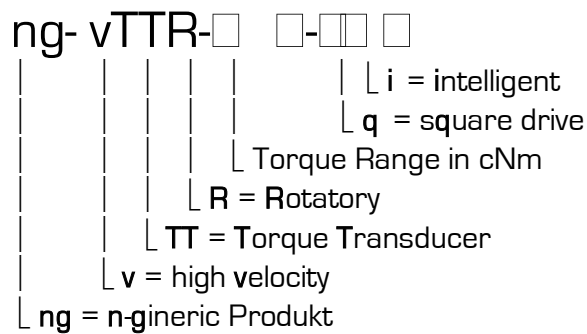 ng- vTTR-□ □-□□ □
i = intelligent
q = square drive
Torque Range in cNm
R = Rotatory
TT = Torque Transducer
v = high velocity
ng = n-gineric Produkt